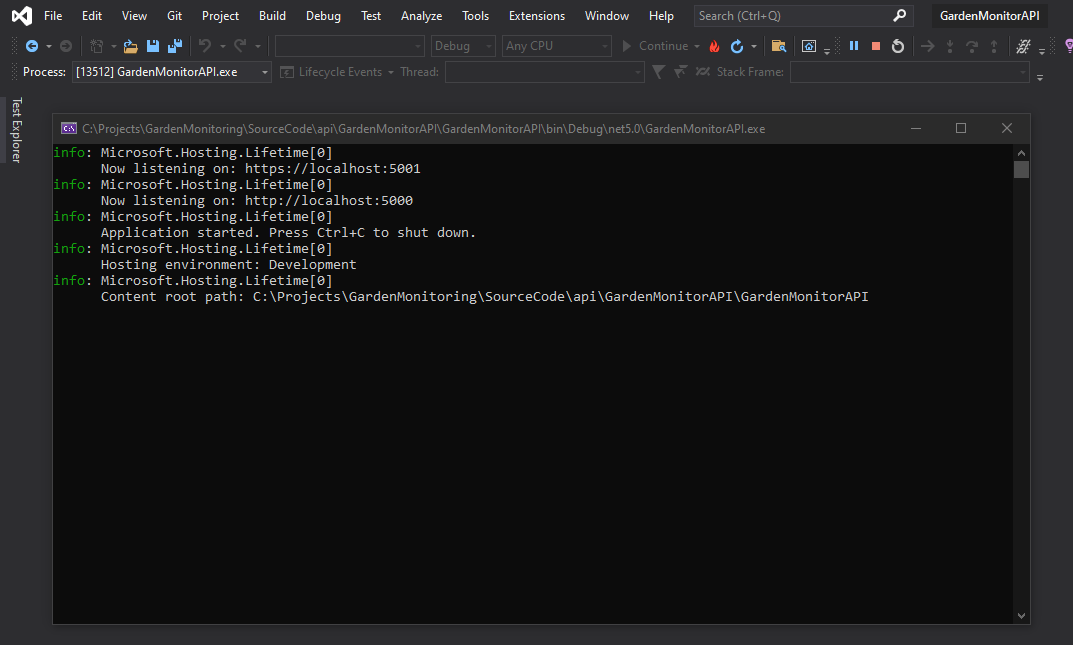 File Edit View Git Project Build Debug Test Analyze Tools Extensions Window Help Search (Ctrl+Q) GardenMonitorAPI
Debug Any CPU Continue
Process: [13512] GardenMonitorAPI.exe Lifecycle Events Thread: Stack Frame:
Test Explorer
C:\Projects\GardenMonitoring\SourceCode\api\GardenMonitorAPI\GardenMonitorAPI\bin\Debug\net5.0\GardenMonitorAPI.exe
info: Microsoft.Hosting.Lifetime[0]
Now listening on: https://localhost:5001
info: Microsoft.Hosting.Lifetime[0]
Now listening on: http://localhost:5000
info: Microsoft.Hosting.Lifetime[0]
Application started. Press Ctrl+C to shut down.
info: Microsoft.Hosting.Lifetime[0]
Hosting environment: Development
info: Microsoft.Hosting.Lifetime[0]
Content root path: C:\Projects\GardenMonitoring\SourceCode\api\GardenMonitorAPI\GardenMonitorAPI